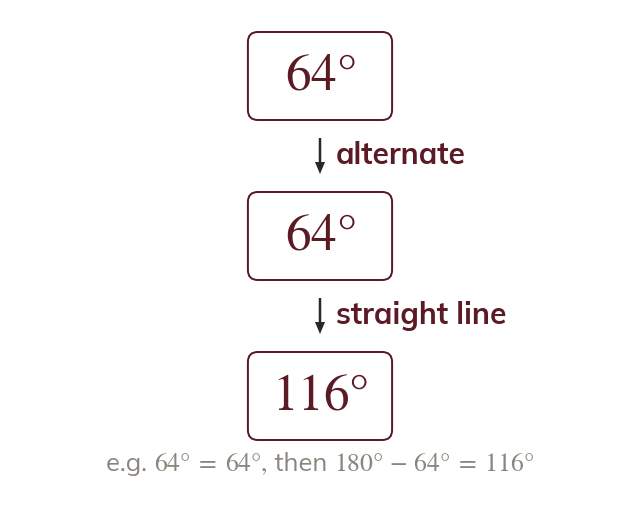 64°
alternate
64°
straight line
116°
e.g. 64° = 64°, then 180° − 64° = 116°